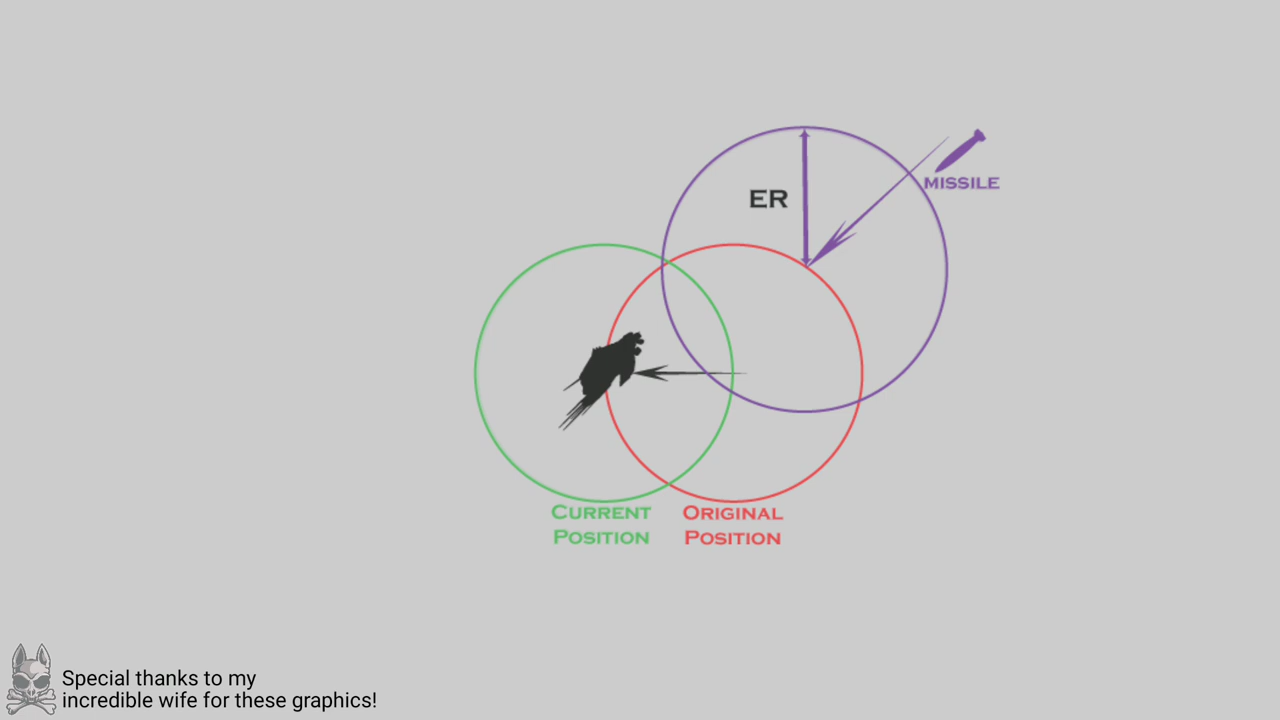 MISSILE
ER
CURRENT
POSITION
ORIGINAL
POSITION
Special thanks to my
incredible wife for these graphics!